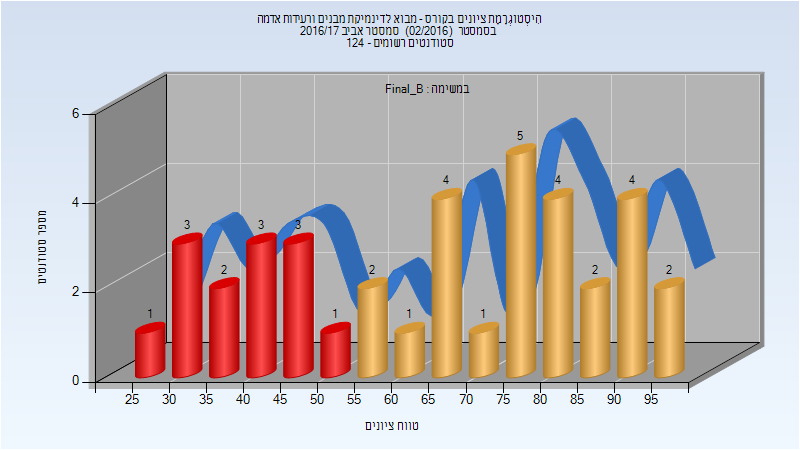 היסטוגרמת ציונים בקורס - מבוא לדינמיקת מבנים ורעידות אדמה
בסמסטר (02/2016) סמסטר אביב 2016/17
סטודנטים רשומים - 124
במשימה : Final_B
מספר סטודנטים
6
4
2
0
1
3
2
3
3
1
2
1
4
1
5
4
2
4
2
25 30 35 40 45 50 55 60 65 70 75 80 85 90 95
טווח ציונים